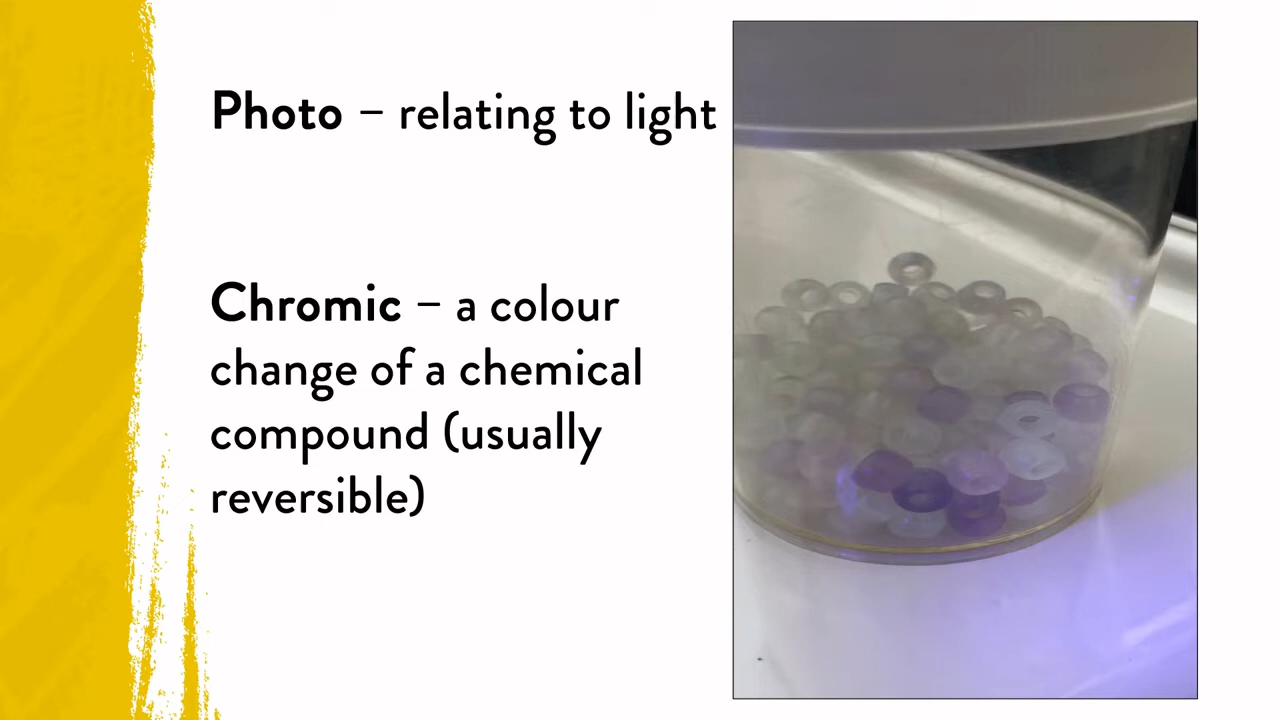 Photo – relating to light
Chromic – a colour
change of a chemical
compound (usually
reversible)